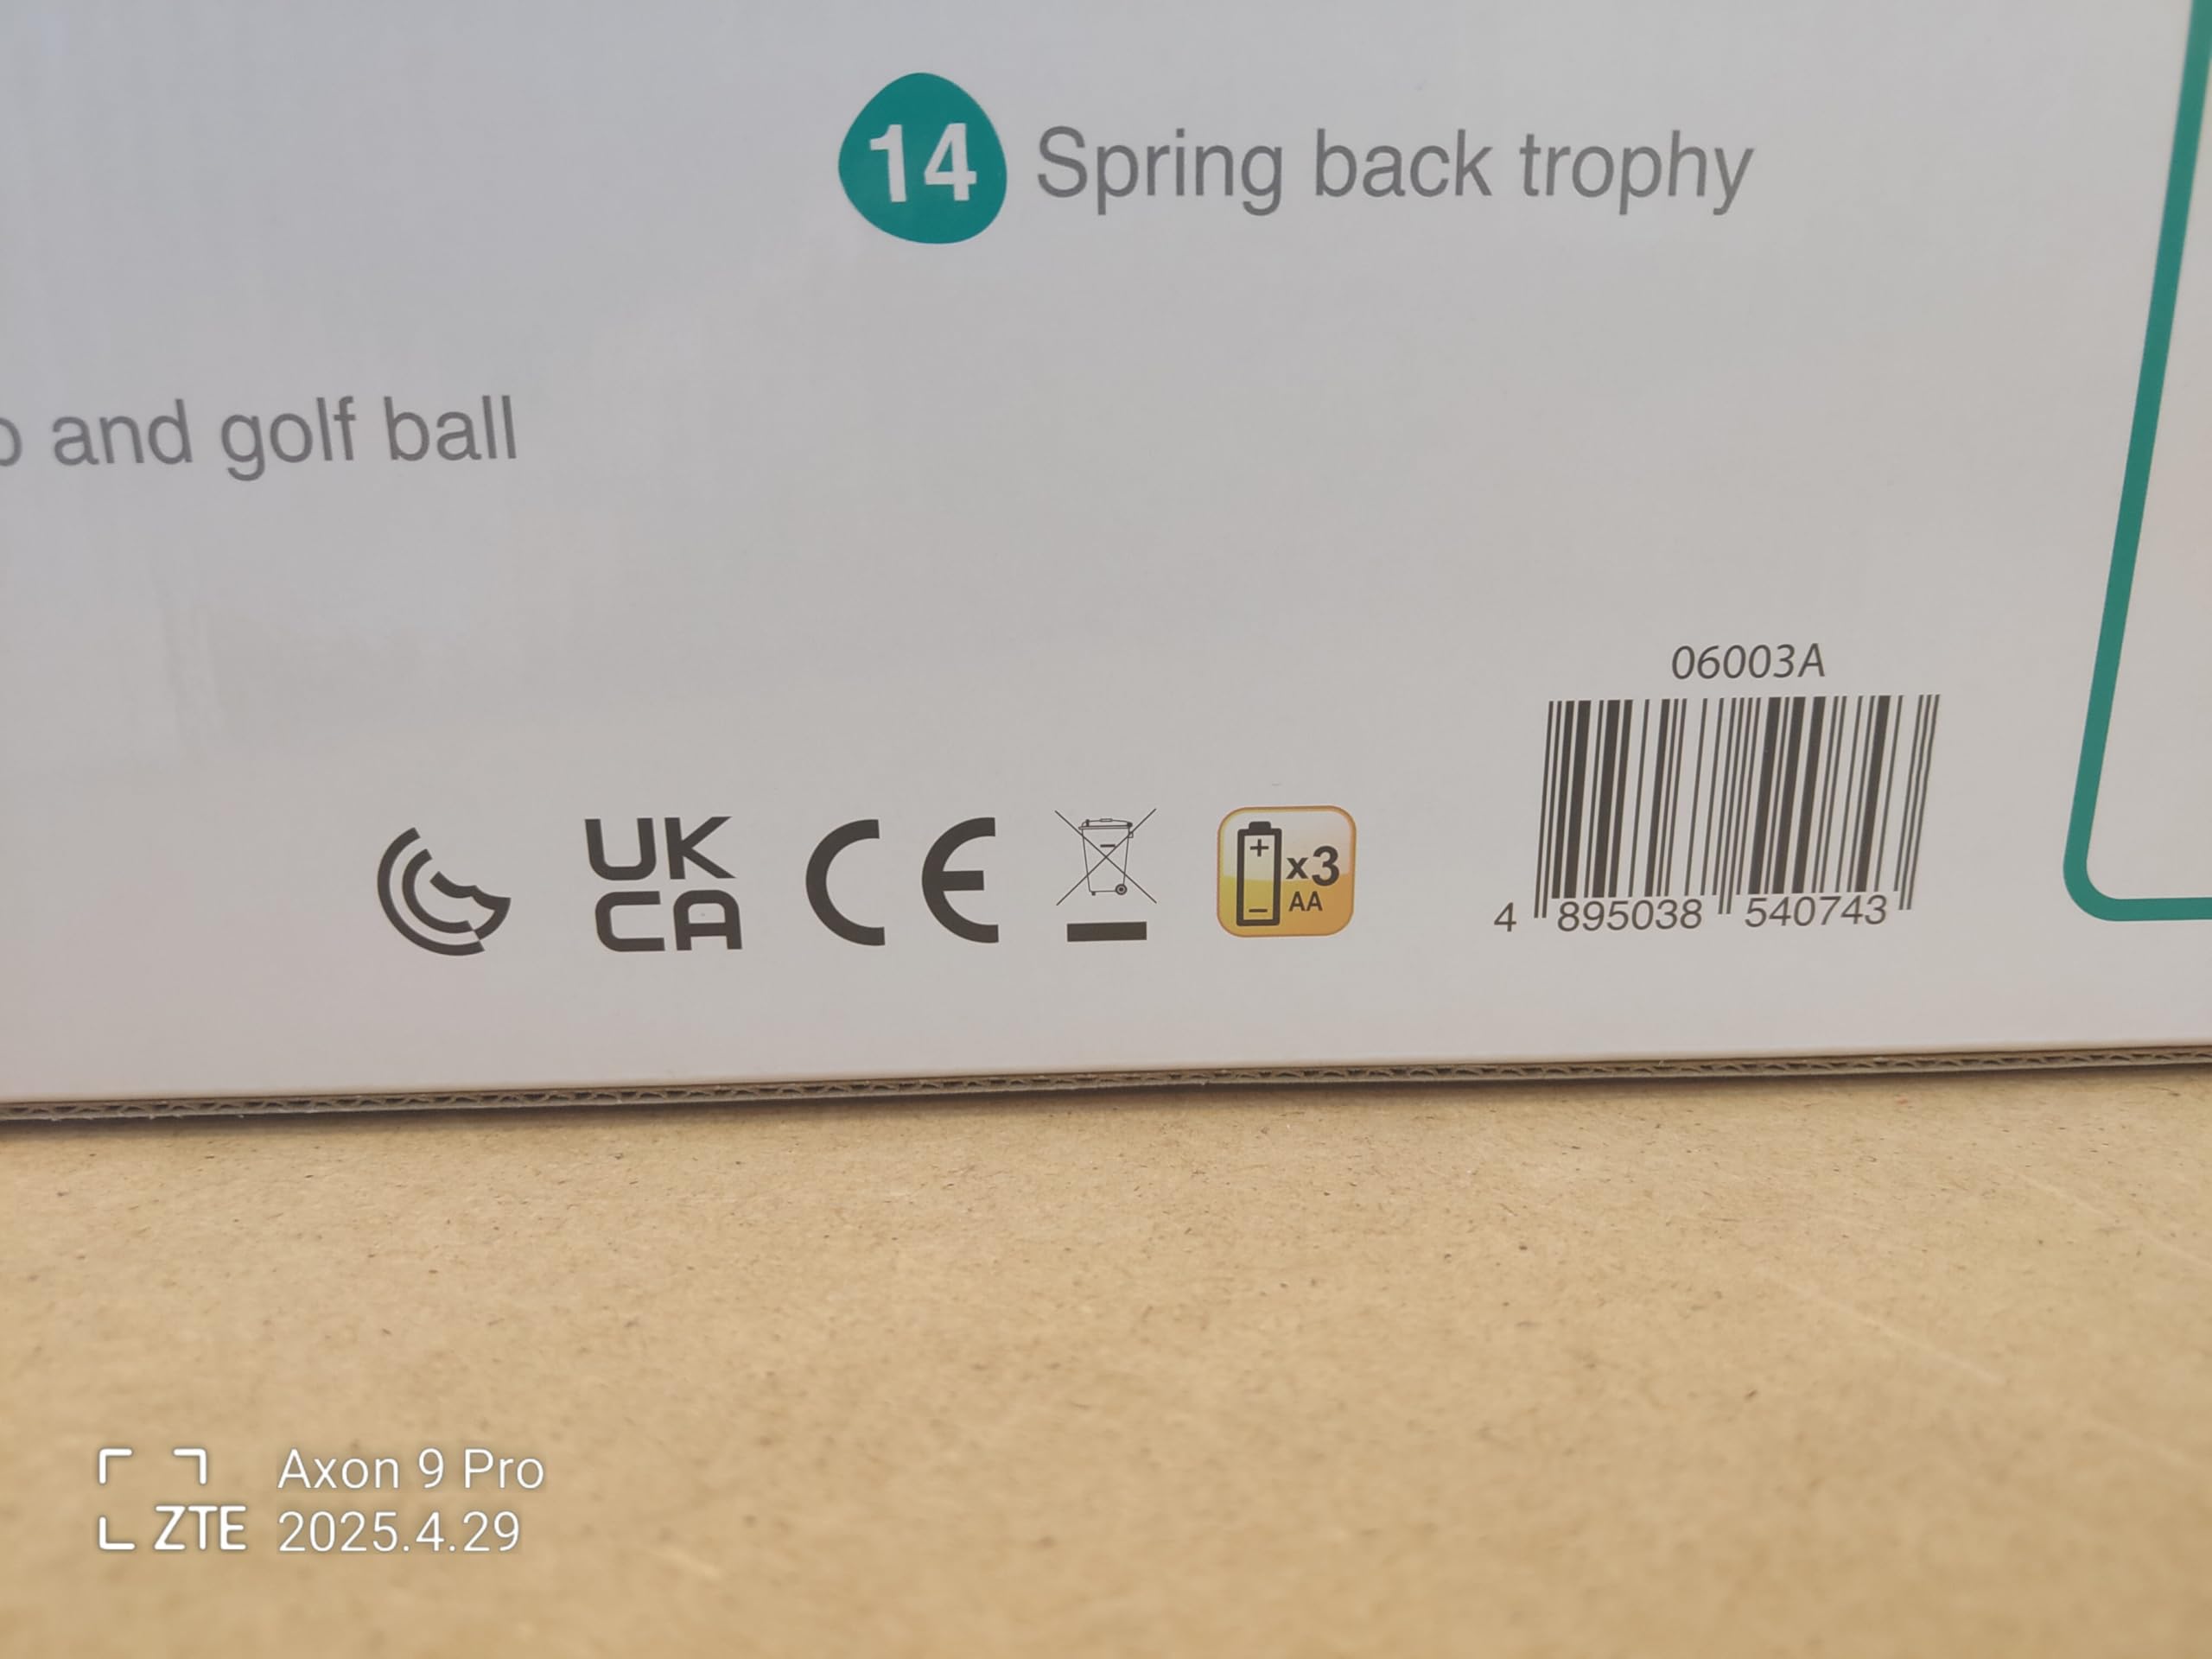 14 Spring back trophy
and golf ball
06003A
UK
CA
CE
+
x3
AA
-
4 895038 540743
Axon 9 Pro
ZTE 2025.4.29